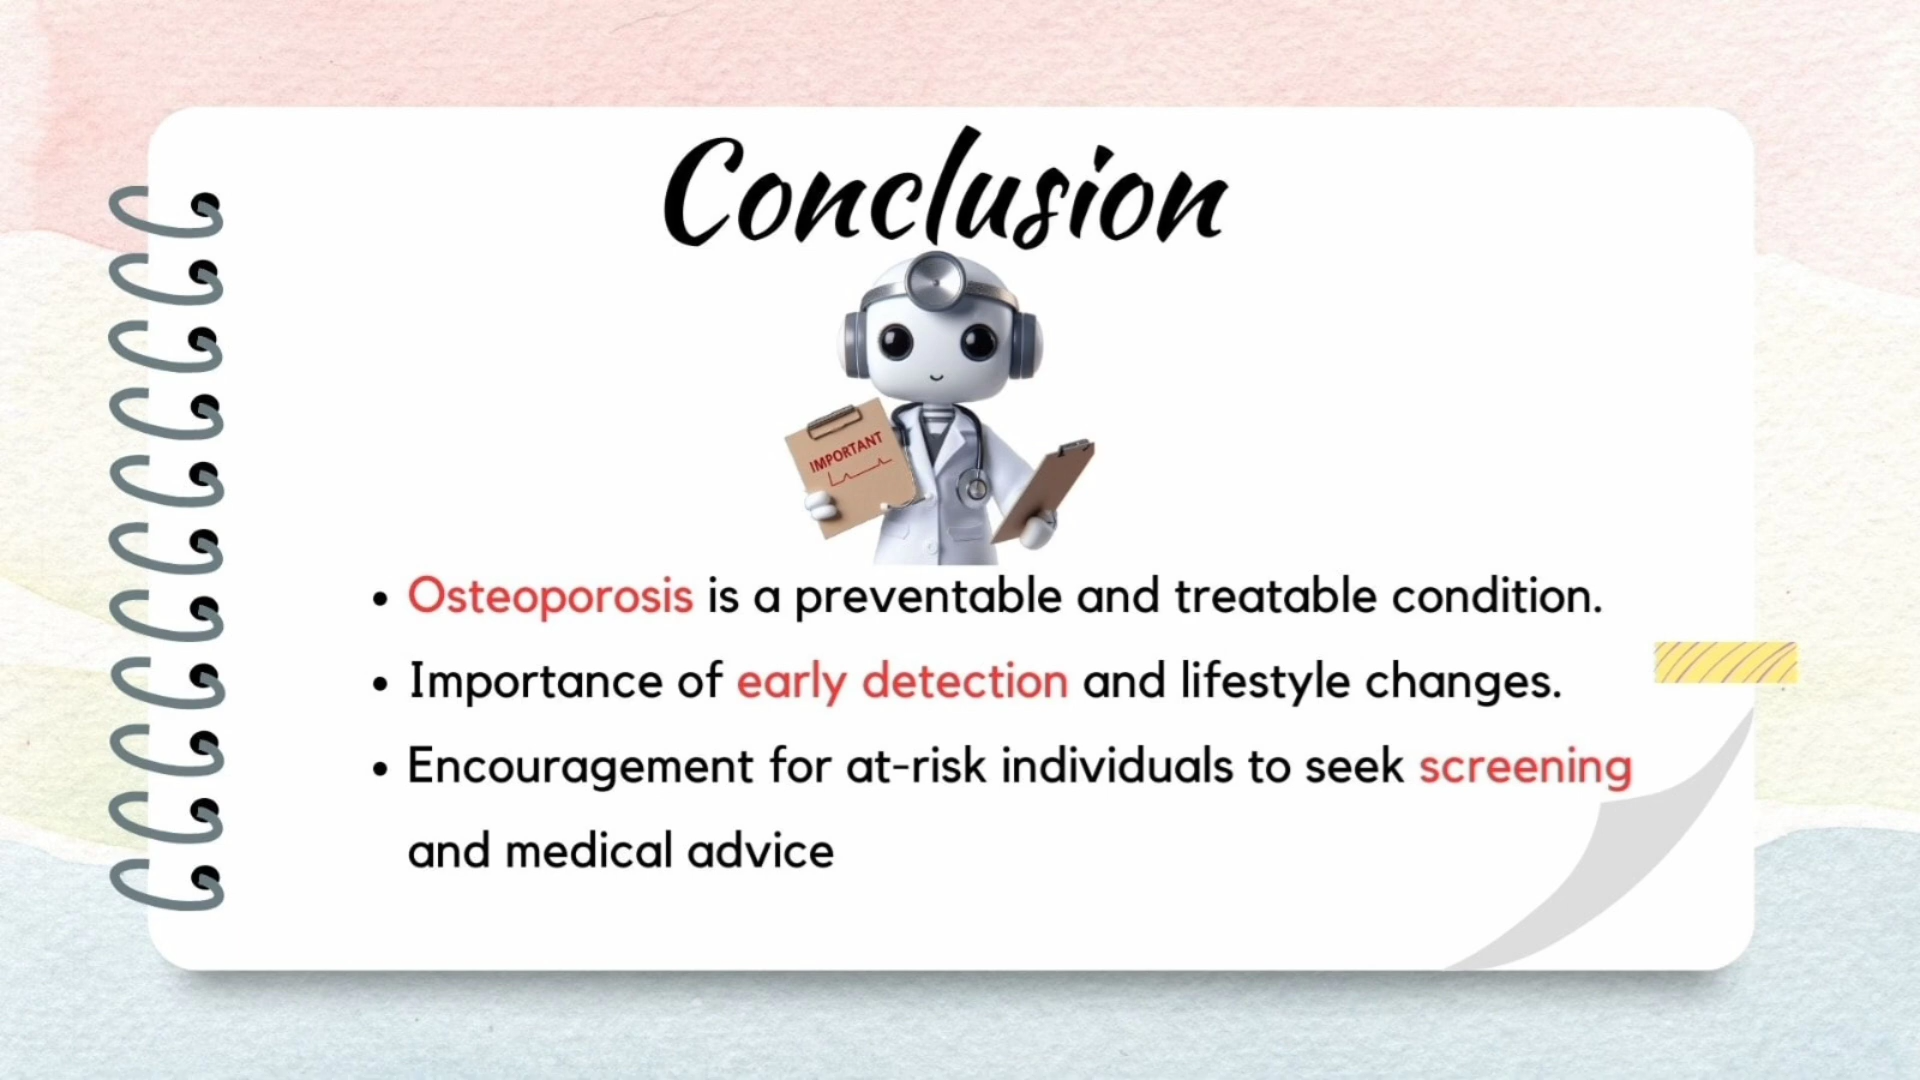 Conclusion
IMPORTANT
• Osteoporosis is a preventable and treatable condition.
• Importance of early detection and lifestyle changes.
• Encouragement for at-risk individuals to seek screening
and medical advice